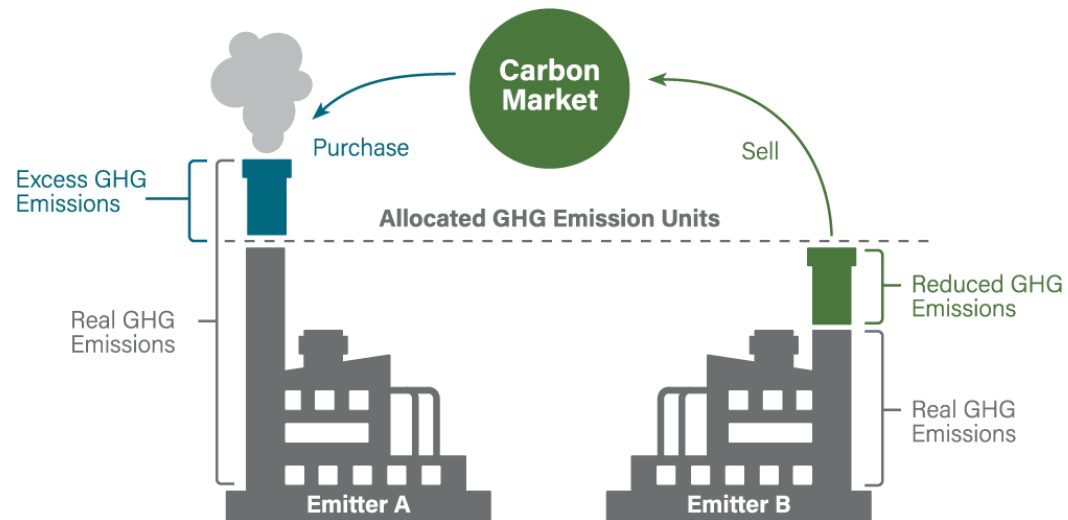 Carbon
Market
Purchase
Sell
Excess GHG
Emissions
Allocated GHG Emission Units
Reduced GHG
Emissions
Real GHG
Emissions
Real GHG
Emissions
Emitter A
Emitter B